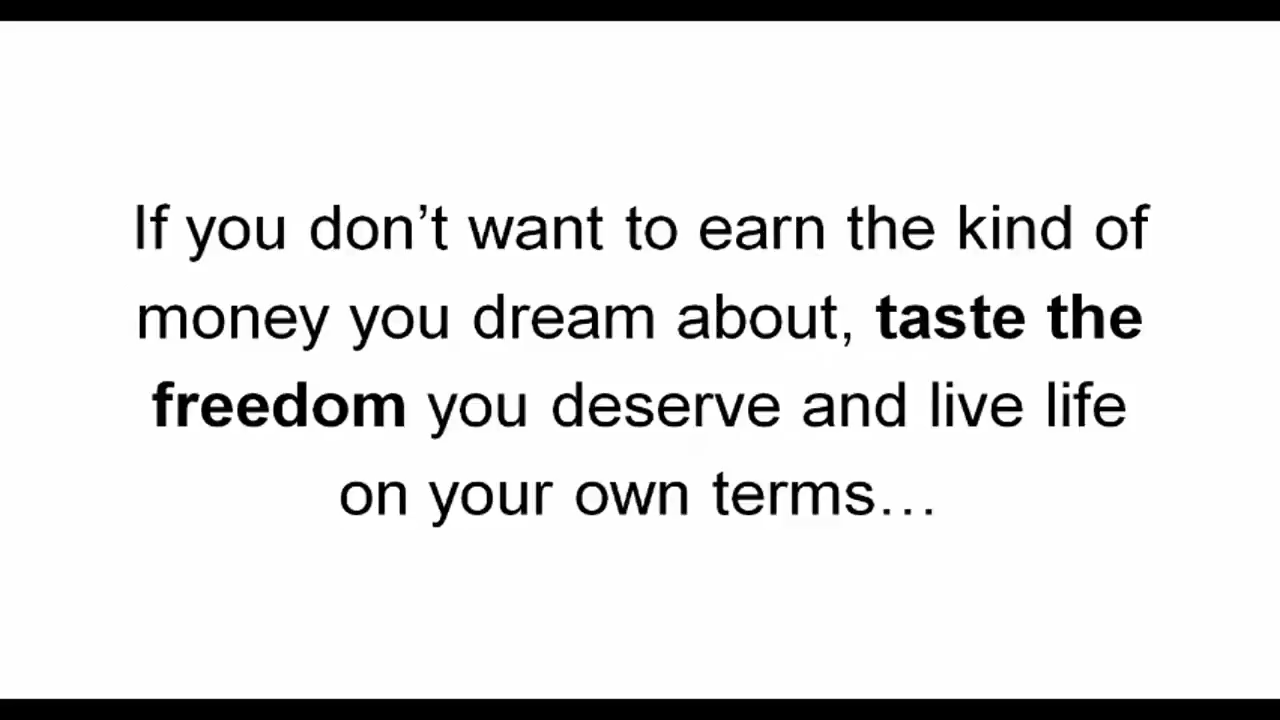 If you don’t want to earn the kind of
money you dream about, taste the
freedom you deserve and live life
on your own terms…